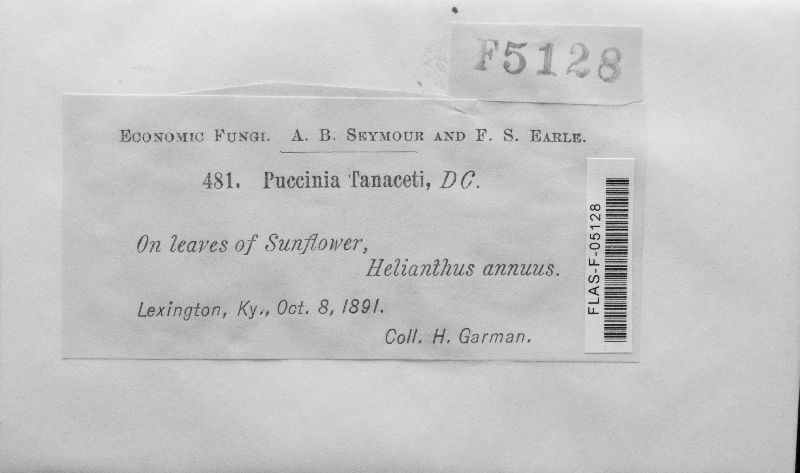 F5128
ECONOMIC FUNGI. A. B. SEYMOUR AND F. S. EARLE.
481. Puccinia Tanaceti, DC.
On leaves of Sunflower,
Helianthus annuus.
Lexington, Ky., Oct. 8, 1891.
Coll. H. Garman.
FLAS-F-05128